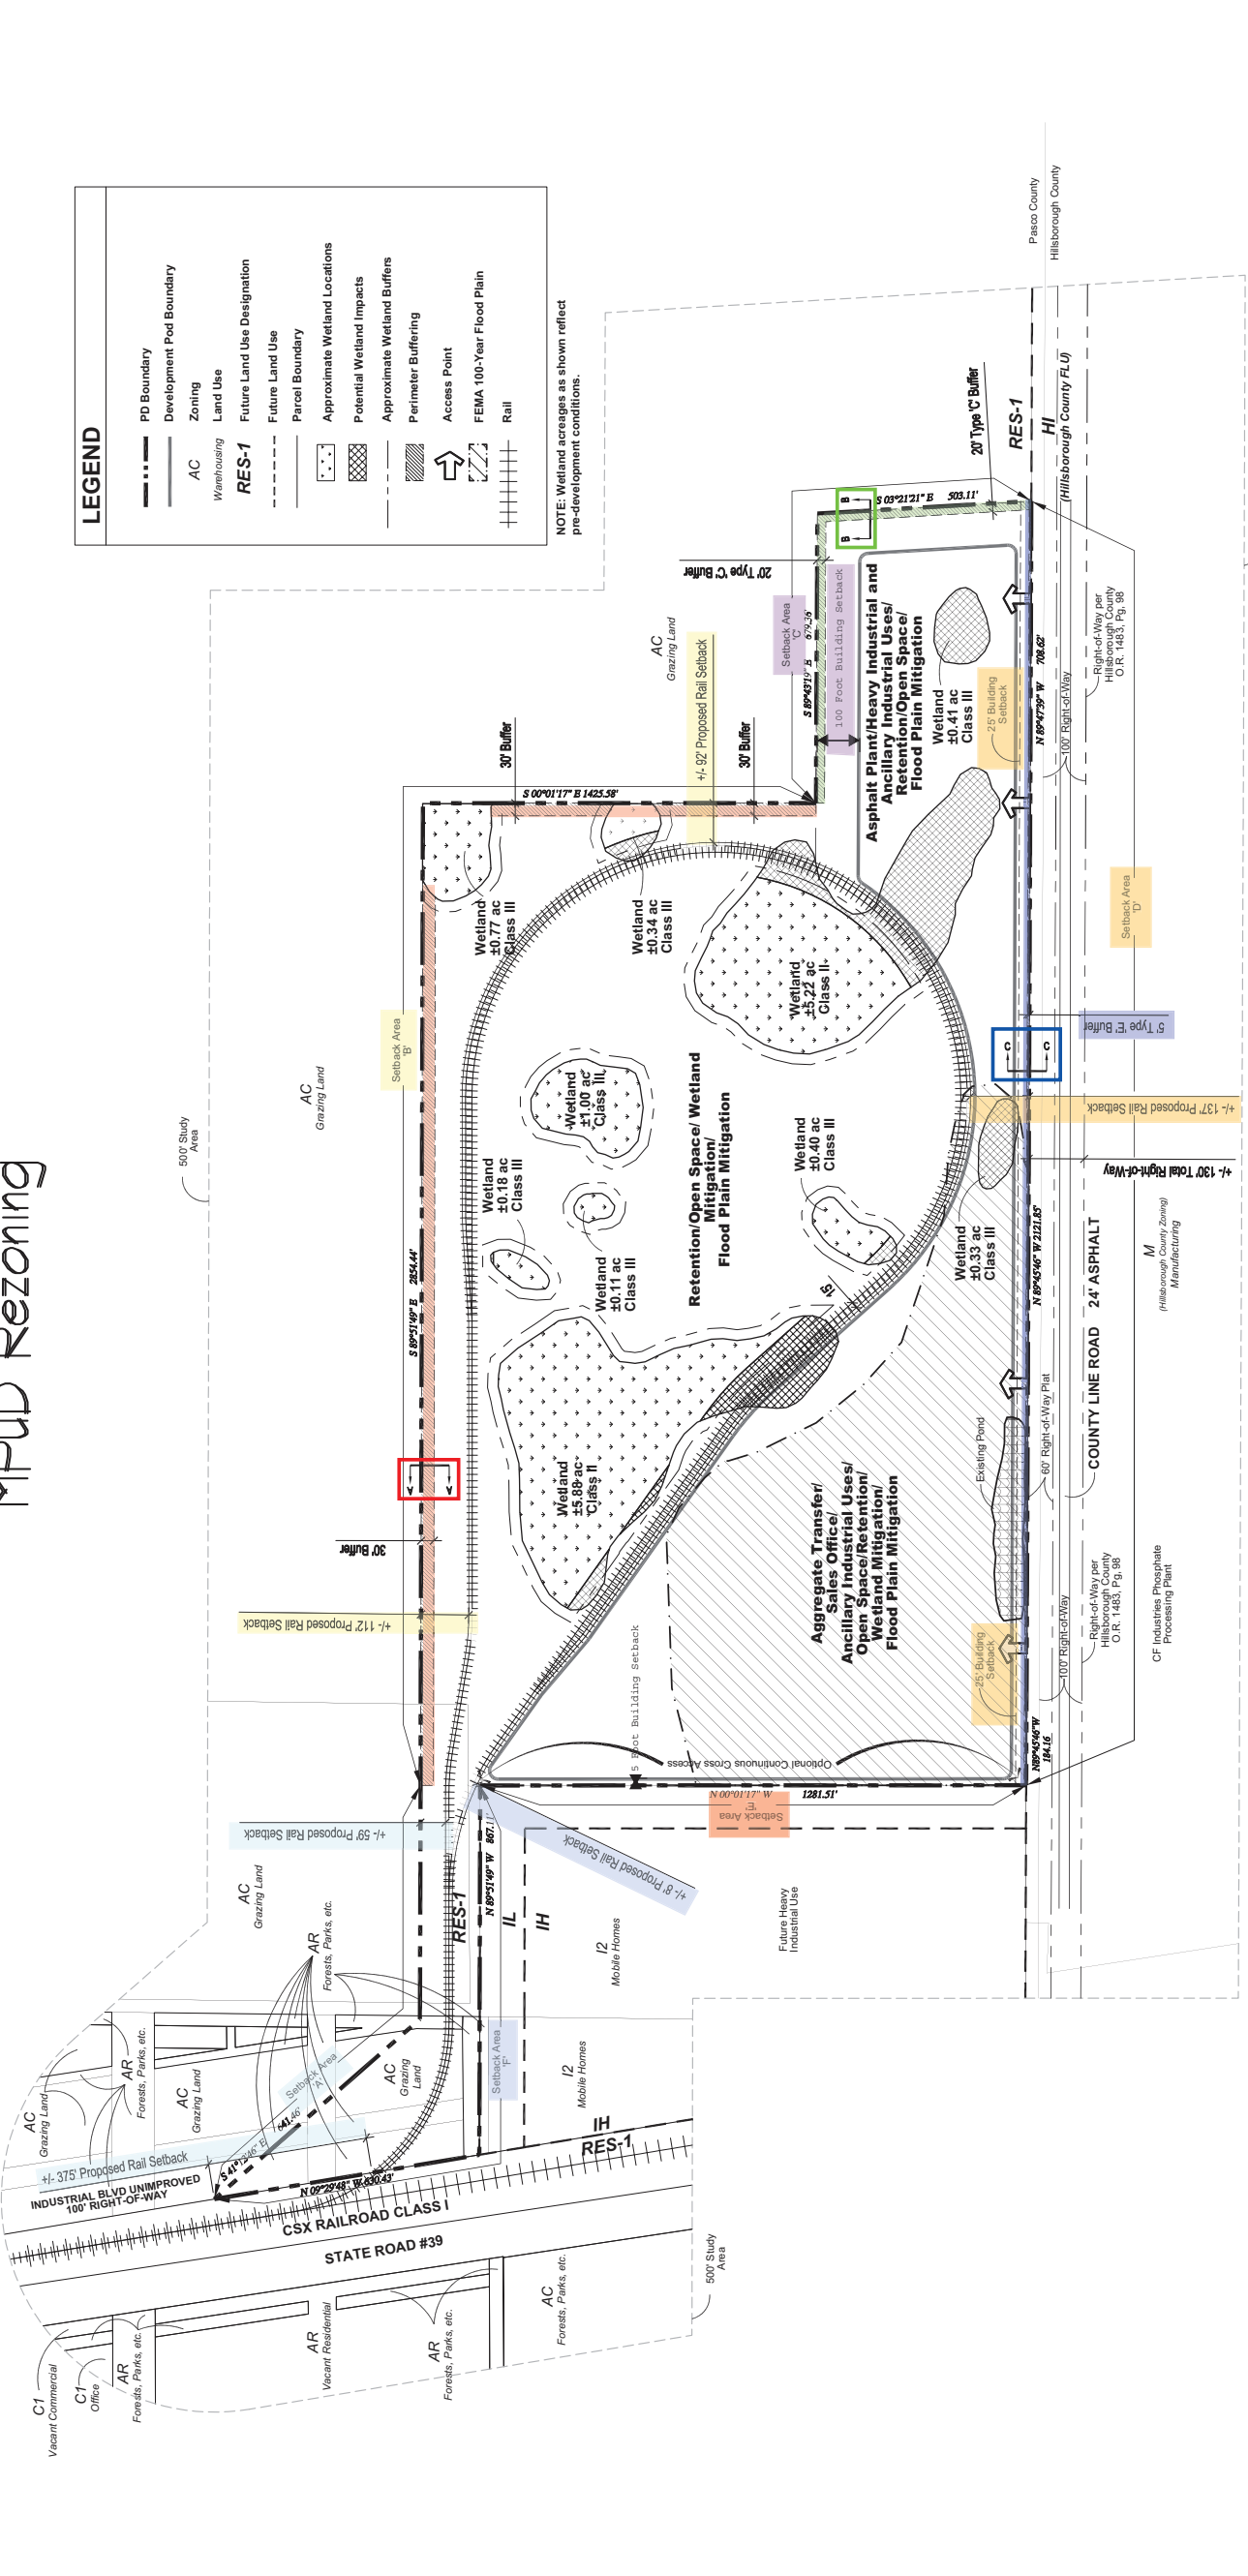 MPUD Rezoning
LEGEND
PD Boundary
Development Pod Boundary
AC
Zoning
Warehousing
Land Use
RES-1
Future Land Use Designation
Future Land Use
Parcel Boundary
Approximate Wetland Locations
Potential Wetland Impacts
Approximate Wetland Buffers
Perimeter Buffering
Access Point
FEMA 100-Year Flood Plain
Rail
NOTE: Wetland acreages as shown reflect
pre-development conditions.
Pasco County
Hillsborough County
RES-1
HI
(Hillsborough County FLU)
20' Type 'C' Buffer
S 03°21'21" E 503.11'
B
B
20' Type 'C' Buffer
Setback Area
'C'
S 89°43'19" E 679.36'
100 Foot Building Setback
AC
Grazing Land
+/- 92' Proposed Rail Setback
30' Buffer
30' Buffer
S 00°01'17" E 1425.58'
Asphalt Plant/Heavy Industrial and
Ancillary Industrial Uses/
Retention/Open Space/
Flood Plain Mitigation
Wetland
±0.41 ac
Class III
25' Building
Setback
N 89°47'39" W 708.62'
100' Right-of-Way
Right-of-Way per
Hillsborough County
O.R. 1483, Pg. 98
Setback Area
'D'
5' Type 'E' Buffer
C
C
+/- 137' Proposed Rail Setback
+/- 130' Total Right-of-Way
Wetland
±0.77 ac
Class III
Wetland
±0.34 ac
Class III
Wetland
±5.22 ac
Class II
Wetland
±1.00 ac
Class III
Wetland
±0.18 ac
Class III
Wetland
±0.11 ac
Class III
Wetland
±0.40 ac
Class III
Wetland
±0.33 ac
Class III
Wetland
±5.88 ac
Class II
Retention/Open Space/ Wetland
Mitigation/
Flood Plain Mitigation
15'
Setback Area
'B'
AC
Grazing Land
500' Study
Area
S 89°51'49" E 2854.44'
A
A
30' Buffer
+/- 112' Proposed Rail Setback
Aggregate Transfer/
Sales Office/
Ancillary Industrial Uses/
Open Space/Retention/
Wetland Mitigation/
Flood Plain Mitigation
Existing Pond
N 89°45'46" W 2121.85'
60' Right-of-Way Plat
COUNTY LINE ROAD 24' ASPHALT
M
(Hillsborough County Zoning)
Manufacturing
100' Right-of-Way
Right-of-Way per
Hillsborough County
O.R. 1483, Pg. 98
CF Industries Phosphate
Processing Plant
25' Building
Setback
N89°45'46"W
184.16
5 Foot Building Setback
Optional Continuous Cross Access
N 00°01'17" W 1281.51'
Setback Area
'E'
+/- 8' Proposed Rail Setback
+/- 59' Proposed Rail Setback
N 89°51'49" W
RES-1
IL
IH
I2
Mobile Homes
Future Heavy
Industrial Use
AC
Grazing Land
AR
Forests, Parks, etc.
Setback Area
'F'
I2
Mobile Homes
IH
RES-1
Setback Area
'A'
AC
Grazing
Land
AC
Grazing Land
AR
Forests, Parks, etc.
AC
Grazing Land
+/- 375' Proposed Rail Setback
INDUSTRIAL BLVD UNIMPROVED
100' RIGHT-OF-WAY
N 09°29'48" W 630.43'
CSX RAILROAD CLASS I
STATE ROAD #39
500' Study
Area
AC
Forests, Parks, etc.
AR
Forests, Parks, etc.
AR
Vacant Residential
AR
Forests, Parks, etc.
C1
Office
C1
Vacant Commercial